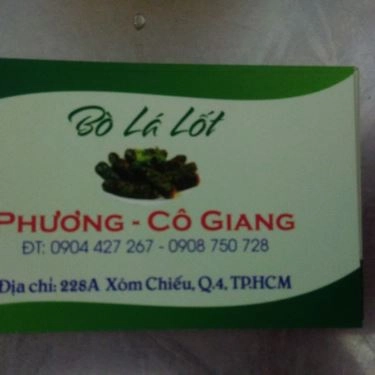 Bò Lá Lốt
PHƯƠNG - CÔ GIANG
ĐT: 0904 427 267 - 0908 750 728
Địa chỉ: 228A Xóm Chiếu, Q.4, TP.HCM